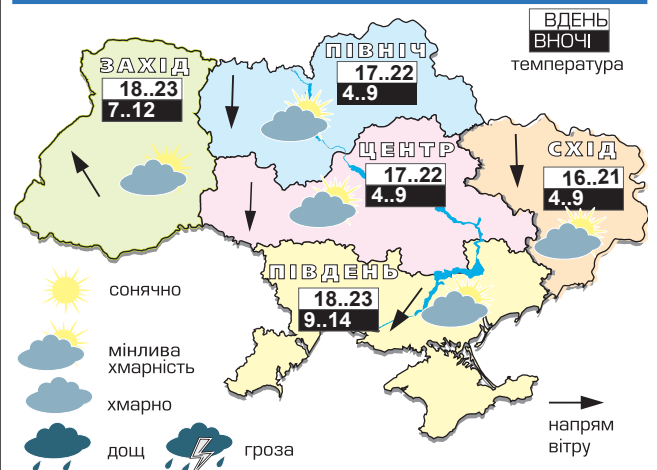 ВДЕНЬ
ВНОЧІ
температура
ЗАХІД
18..23
7..12
ПІВНІЧ
17..22
4..9
ЦЕНТР
17..22
4..9
СХІД
16..21
4..9
ПІВДЕНЬ
18..23
9..14
сонячно
мінлива
хмарність
хмарно
дощ
гроза
напрям
вітру